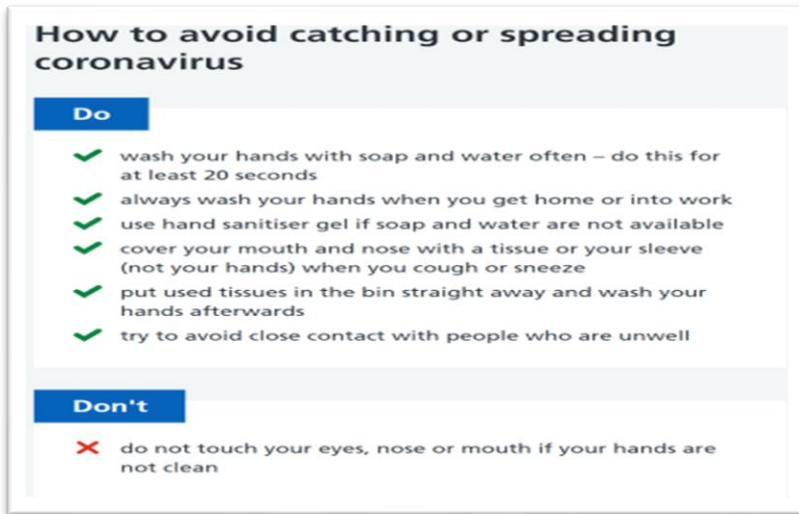 How to avoid catching or spreading
coronavirus
Do
wash your hands with soap and water often – do this for
at least 20 seconds
always wash your hands when you get home or into work
use hand sanitiser gel if soap and water are not available
cover your mouth and nose with a tissue or your sleeve
(not your hands) when you cough or sneeze
put used tissues in the bin straight away and wash your
hands afterwards
try to avoid close contact with people who are unwell
Don't
do not touch your eyes, nose or mouth if your hands are
not clean